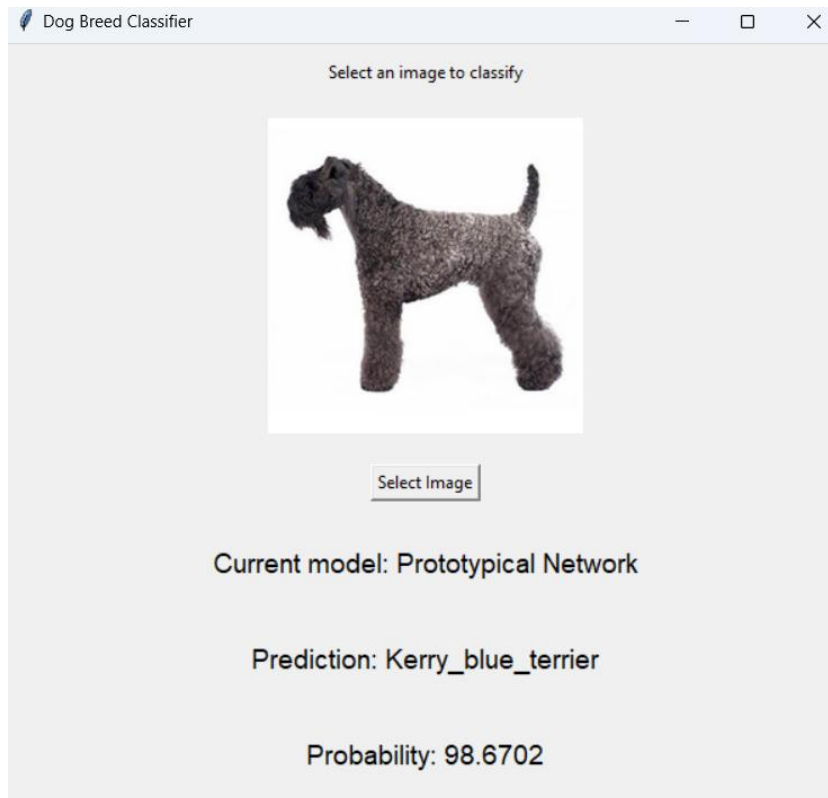 Dog Breed Classifier
Select an image to classify
Select Image
Current model: Prototypical Network
Prediction: Kerry_blue_terrier
Probability: 98.6702